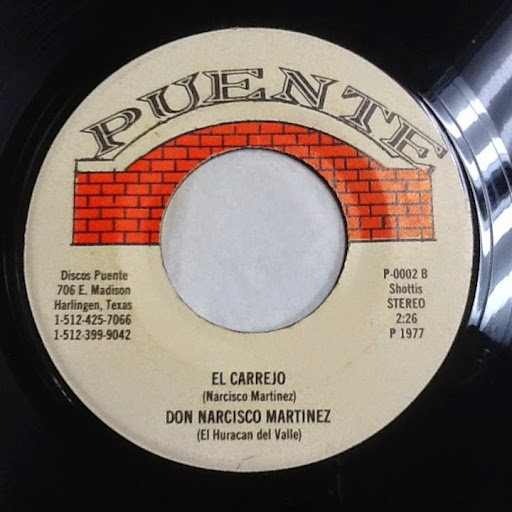 PUENTE
Discos Puente
706 E. Madison
Harlingen, Texas
1-512-425-7066
1-512-399-9042
P-0002 B
Shottis
STEREO
2:26
P 1977
EL CARREJO
(Narcisco Martinez)
DON NARCISCO MARTINEZ
(El Huracan del Valle)